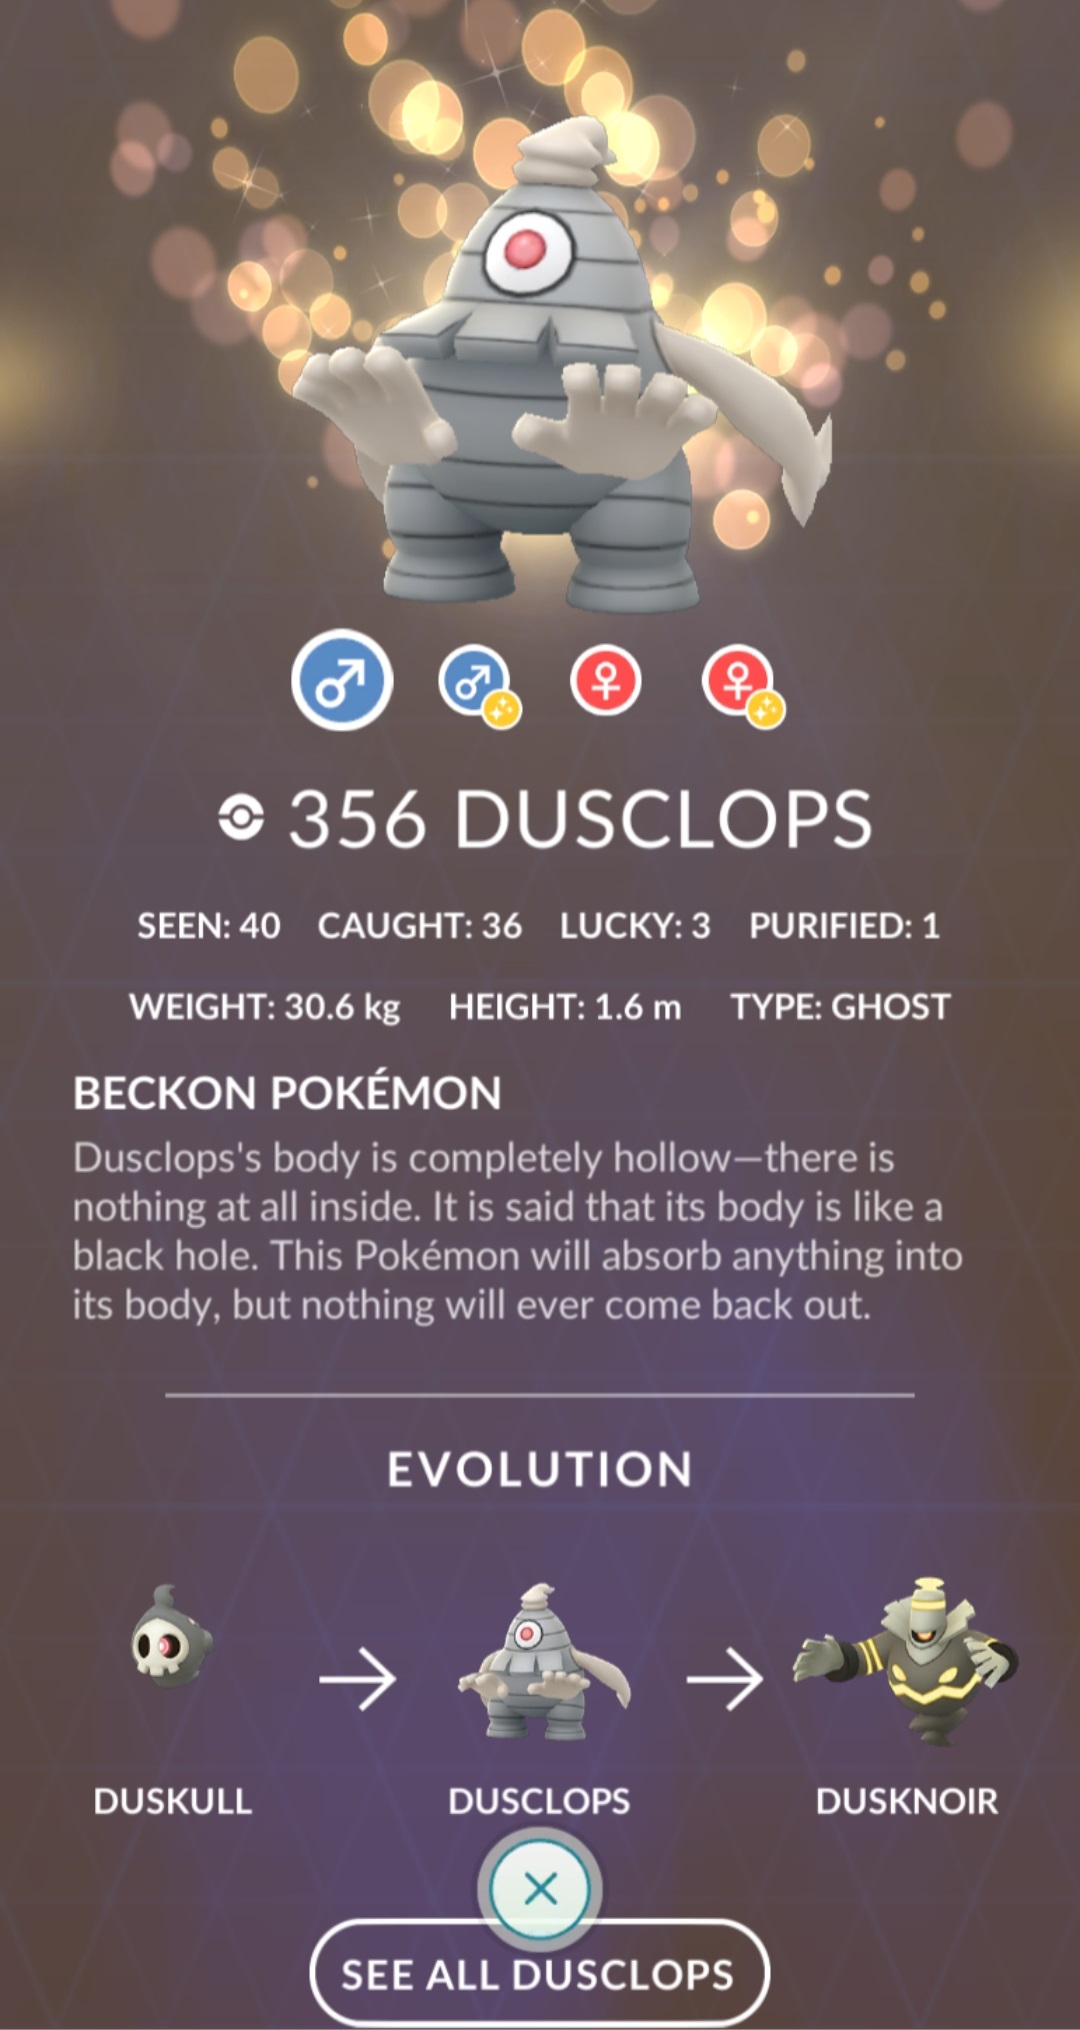 356 DUSCLOPS
SEEN: 40 CAUGHT: 36 LUCKY: 3 PURIFIED: 1
WEIGHT: 30.6 kg HEIGHT: 1.6 m TYPE: GHOST
BECKON POKÉMON
Dusclops's body is completely hollow—there is
nothing at all inside. It is said that its body is like a
black hole. This Pokémon will absorb anything into
its body, but nothing will ever come back out.
EVOLUTION
DUSKULL DUSCLOPS DUSKNOIR
SEE ALL DUSCLOPS